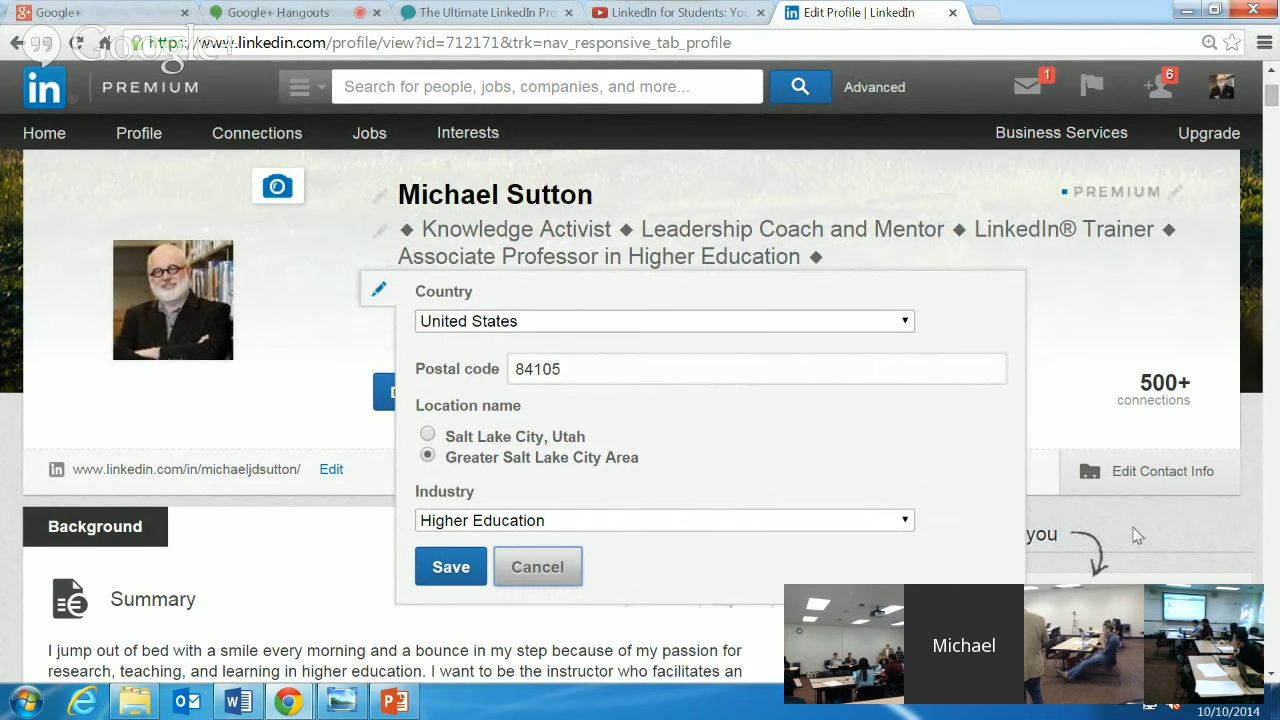 Google+
Google+ Hangouts
The Ultimate LinkedIn Pro
LinkedIn for Students: You
Edit Profile | LinkedIn
https://www.linkedin.com/profile/view?id=712171&trk=nav_responsive_tab_profile
Google+
in PREMIUM
Search for people, jobs, companies, and more...
Advanced
1
6
Home Profile Connections Jobs Interests Business Services Upgrade
Michael Sutton
PREMIUM
◆ Knowledge Activist ◆ Leadership Coach and Mentor ◆ LinkedIn® Trainer ◆
Associate Professor in Higher Education ◆
Country
United States
Postal code 84105
500+
connections
Location name
Salt Lake City, Utah
Greater Salt Lake City Area
www.linkedin.com/in/michaeljdsutton/ Edit
Edit Contact Info
Industry
Higher Education
Background
you
Save Cancel
Summary
Michael
I jump out of bed with a smile every morning and a bounce in my step because of my passion for
research, teaching, and learning in higher education. I want to be the instructor who facilitates an
10/10/2014